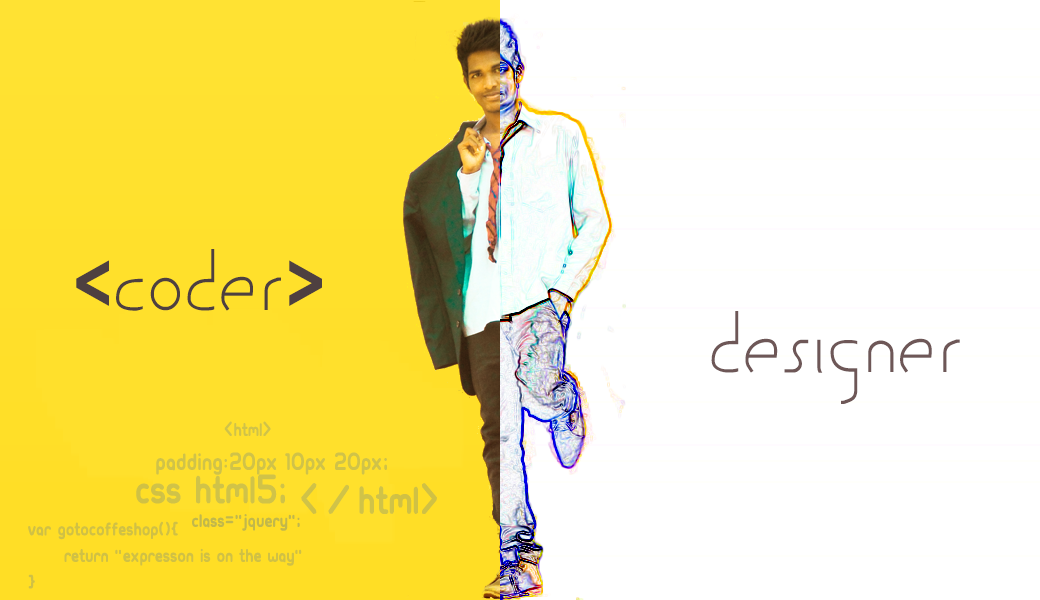 <coder>
designer
<html>
padding:20px 10px 20px;
css html5; </html>
class="jquery";
var gotocoffeshop(){
return "expresson is on the way"
}